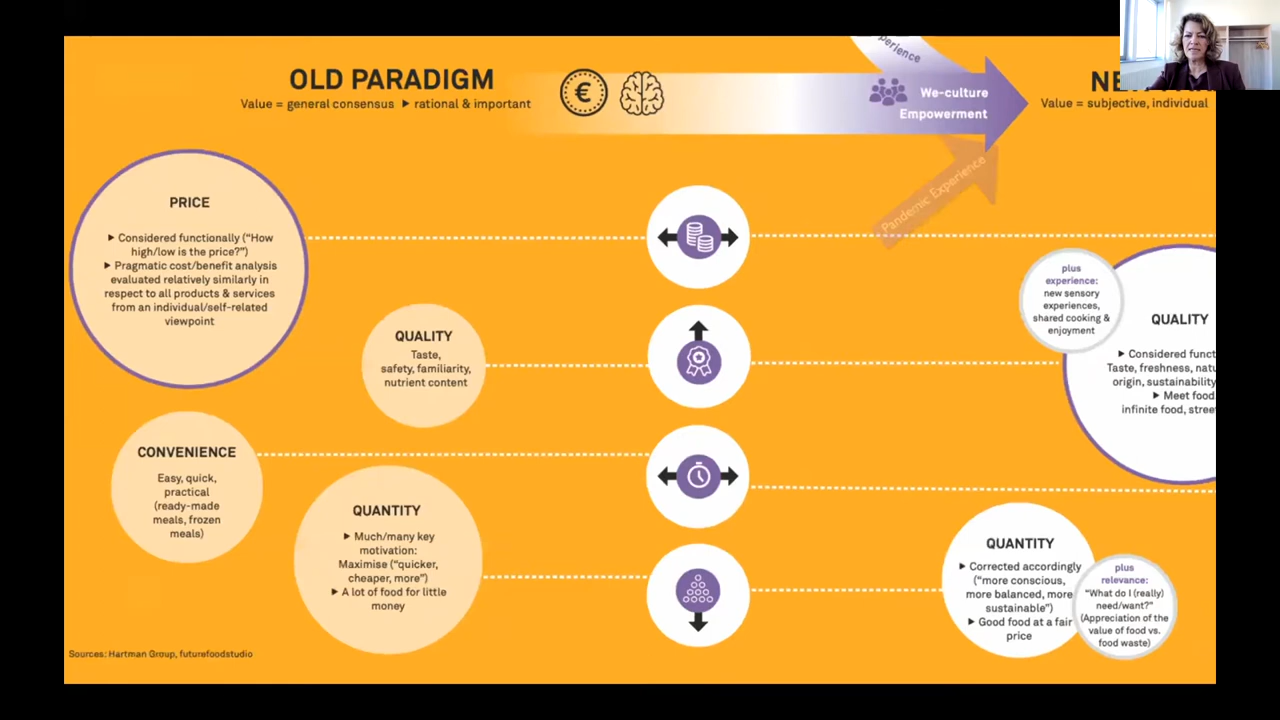 OLD PARADIGM
Value = general consensus ▶ rational & important
€
We-culture
Empowerment
Pandemic Experience
Value = subjective, individual
PRICE
▶ Considered functionally (“How
high/low is the price?”)
▶ Pragmatic cost/benefit analysis
evaluated relatively similarly in
respect to all products & services
from an individual/self-related
viewpoint
QUALITY
Taste,
safety, familiarity,
nutrient content
CONVENIENCE
Easy, quick,
practical
(ready-made
meals, frozen
meals)
QUANTITY
▶ Much/many key
motivation:
Maximise (“quicker,
cheaper, more”)
▶ A lot of food for little
money
plus
experience:
new sensory
experiences,
shared cooking &
enjoyment
QUALITY
▶ Considered
Taste, freshness,
origin, sustainability
▶ Meet food
infinite food,
QUANTITY
▶ Corrected accordingly
(“more conscious,
more balanced, more
sustainable”)
▶ Good food at a fair
price
plus
relevance:
“What do I (really)
need/want?”
(Appreciation of the
value of food vs.
food waste)
Sources: Hartman Group, futurefoodstudio